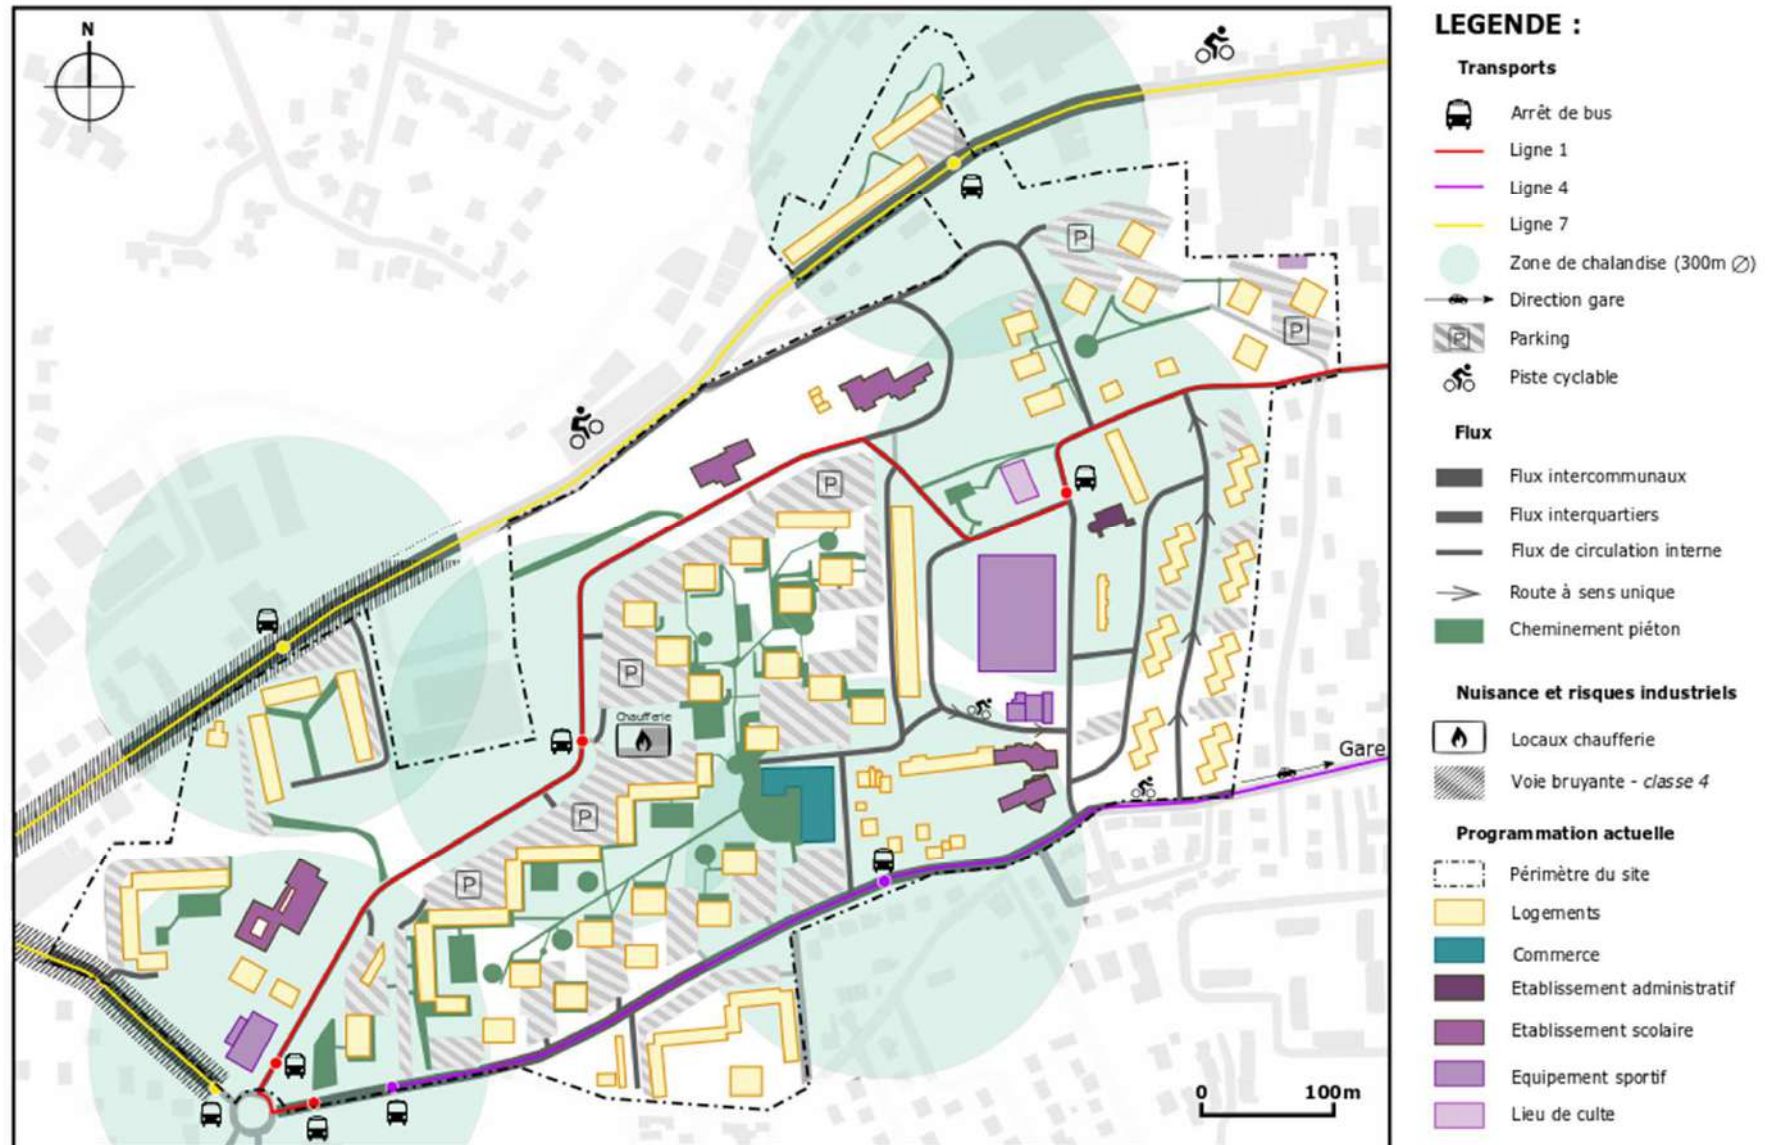 N
P
P
P
P
Chaufferie
P
P
Gare
0 100m
LEGENDE :
Transports
Arrêt de bus
Ligne 1
Ligne 4
Ligne 7
Zone de chalandise (300m ∅)
Direction gare
P Parking
Piste cyclable
Flux
Flux intercommunaux
Flux interquartiers
Flux de circulation interne
Route à sens unique
Cheminement piéton
Nuisance et risques industriels
Locaux chaufferie
Voie bruyante - classe 4
Programmation actuelle
Périmètre du site
Logements
Commerce
Etablissement administratif
Etablissement scolaire
Equipement sportif
Lieu de culte